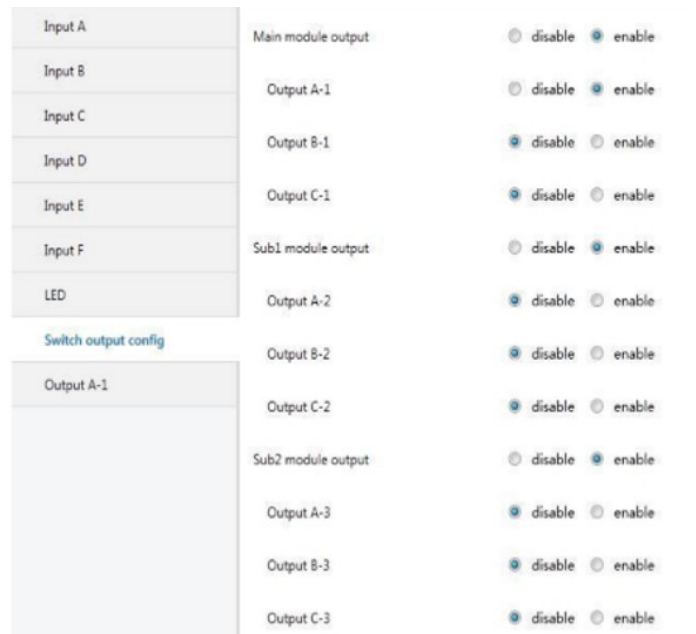 Input A
Input B
Input C
Input D
Input E
Input F
LED
Switch output config
Output A-1
Main module output disable enable
Output A-1 disable enable
Output B-1 disable enable
Output C-1 disable enable
Sub1 module output disable enable
Output A-2 disable enable
Output B-2 disable enable
Output C-2 disable enable
Sub2 module output disable enable
Output A-3 disable enable
Output B-3 disable enable
Output C-3 disable enable